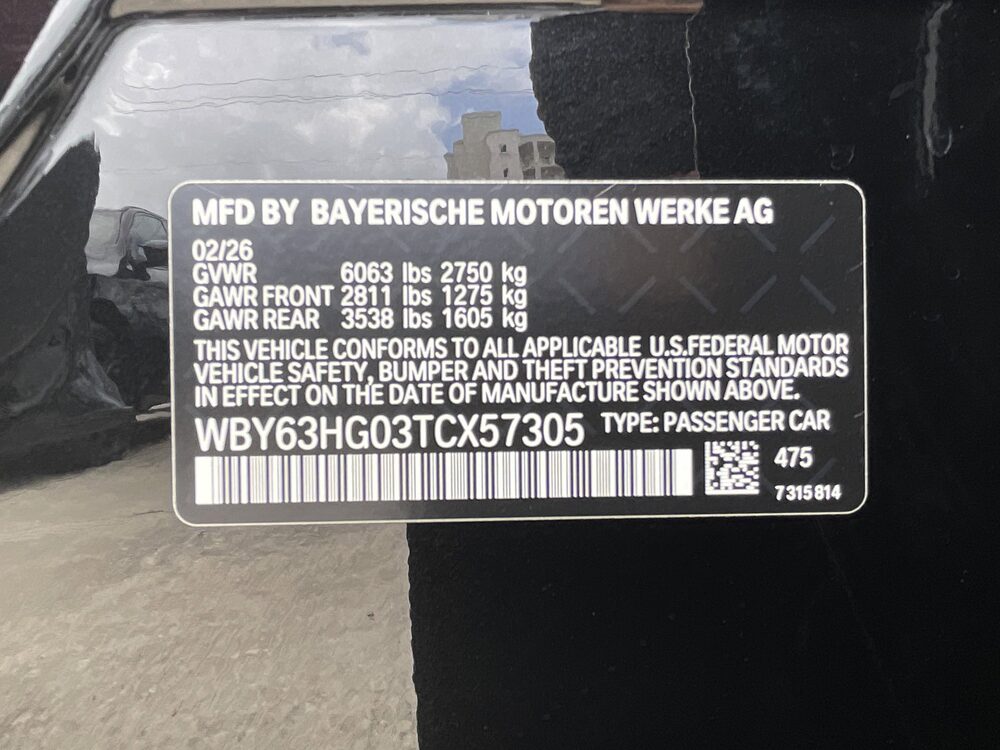 MFD BY BAYERISCHE MOTOREN WERKE AG
02/26
GVWR 6063 lbs 2750 kg
GAWR FRONT 2811 lbs 1275 kg
GAWR REAR 3538 lbs 1605 kg
THIS VEHICLE CONFORMS TO ALL APPLICABLE U.S.FEDERAL MOTOR
VEHICLE SAFETY, BUMPER AND THEFT PREVENTION STANDARDS
IN EFFECT ON THE DATE OF MANUFACTURE SHOWN ABOVE.
WBY63HG03TCX57305 TYPE: PASSENGER CAR
475
7315814